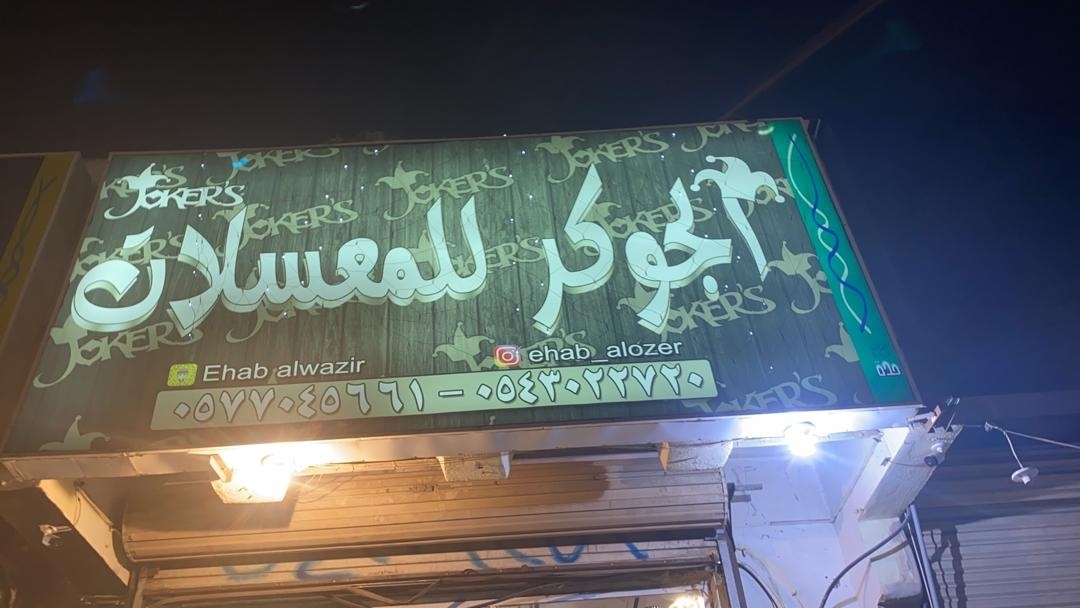 JOKER'S
الجوكر للمعسلات
ehab_alozer
Ehab alwazir
٠٥٧٧٠٤٥٦٦١ - ٠٥٤٣٠٢٢٧٢٠